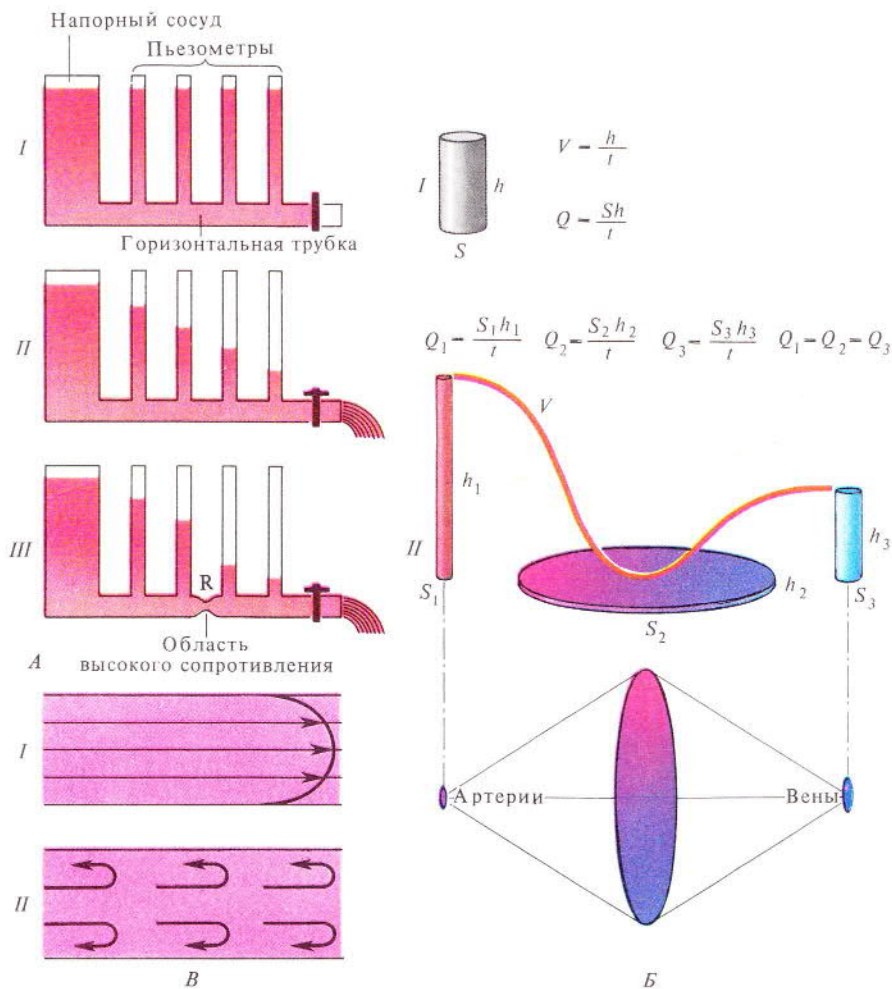 Напорный сосуд
Пьезометры
I
Горизонтальная трубка
II
III
R
Область
высокого сопротивления
А
I
II
В
I
h
S
V = h/t
Q = Sh/t
Q₁ = S₁h₁/t Q₂ = S₂h₂/t Q₃ = S₃h₃/t Q₁ = Q₂ = Q₃
V
h₁
II
h₃
S₁
h₂
S₃
S₂
Артерии
Вены
Б